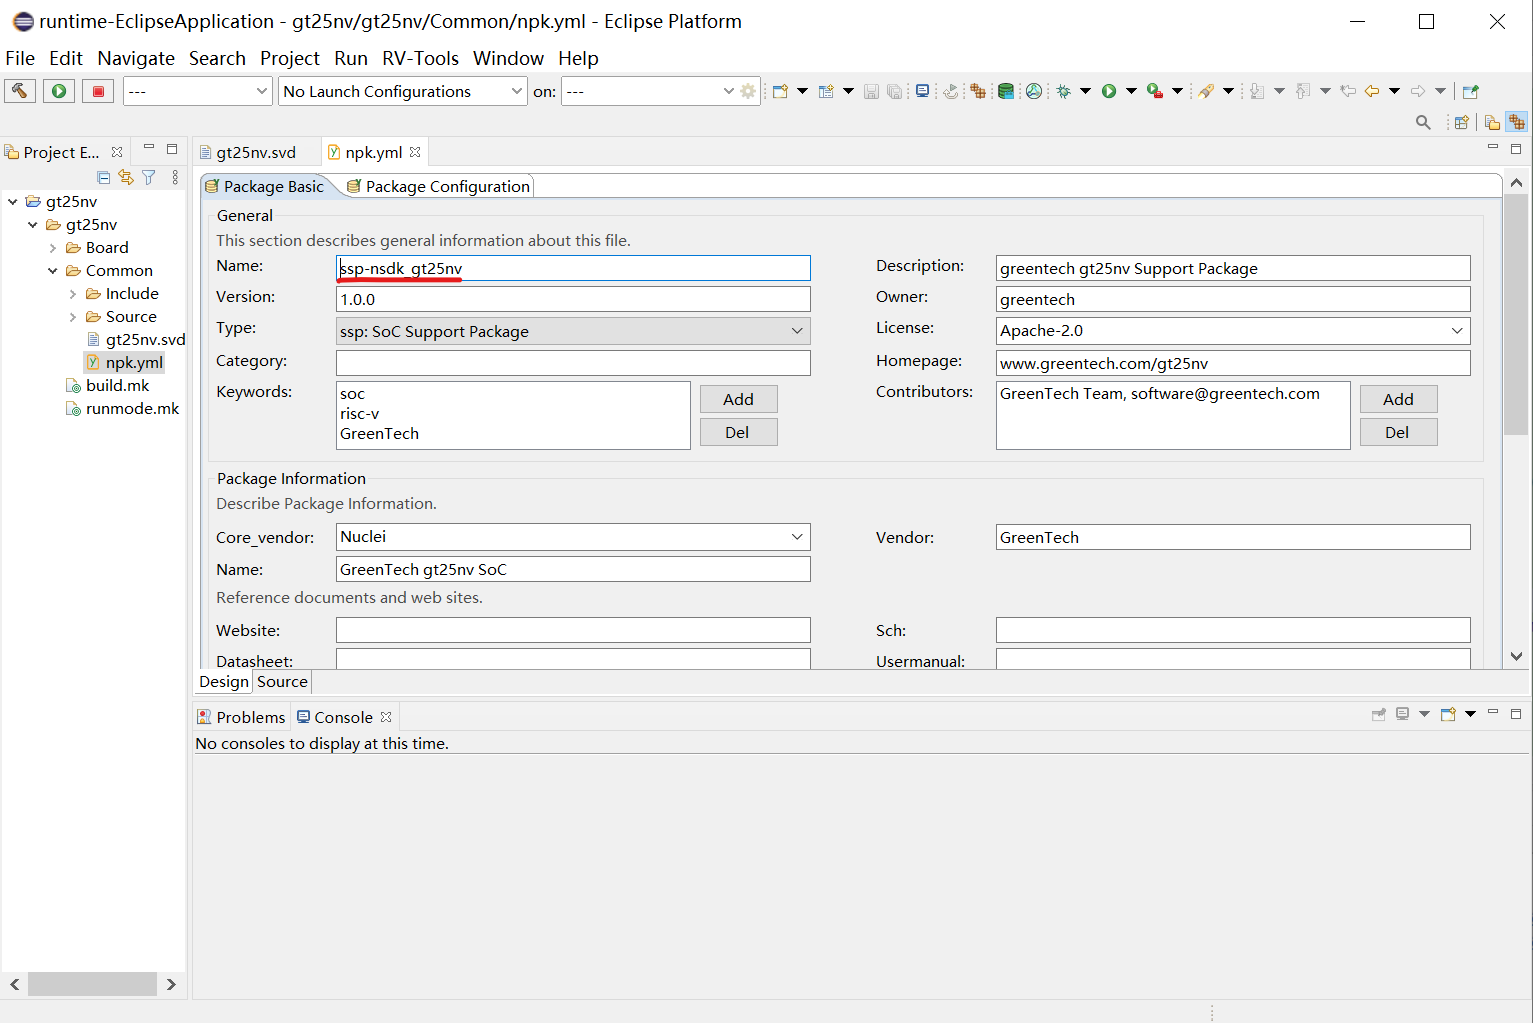 runtime-EclipseApplication - gt25nv/gt25nv/Common/npk.yml - Eclipse Platform
File Edit Navigate Search Project Run RV-Tools Window Help
--- No Launch Configurations on: ---
Project E...
gt25nv
gt25nv
Board
Common
Include
Source
gt25nv.svd
npk.yml
build.mk
runmode.mk
gt25nv.svd npk.yml
Package Basic Package Configuration
General
This section describes general information about this file.
Name: ssp-nsdk_gt25nv Description: greentech gt25nv Support Package
Version: 1.0.0 Owner: greentech
Type: ssp: SoC Support Package License: Apache-2.0
Category: Homepage: www.greentech.com/gt25nv
Keywords: soc Contributors: GreenTech Team, software@greentech.com
risc-v
GreenTech
Add Add
Del Del
Package Information
Describe Package Information.
Core_vendor: Nuclei Vendor: GreenTech
Name: GreenTech gt25nv SoC
Reference documents and web sites.
Website: Sch:
Datasheet: Usermanual:
Design Source
Problems Console
No consoles to display at this time.